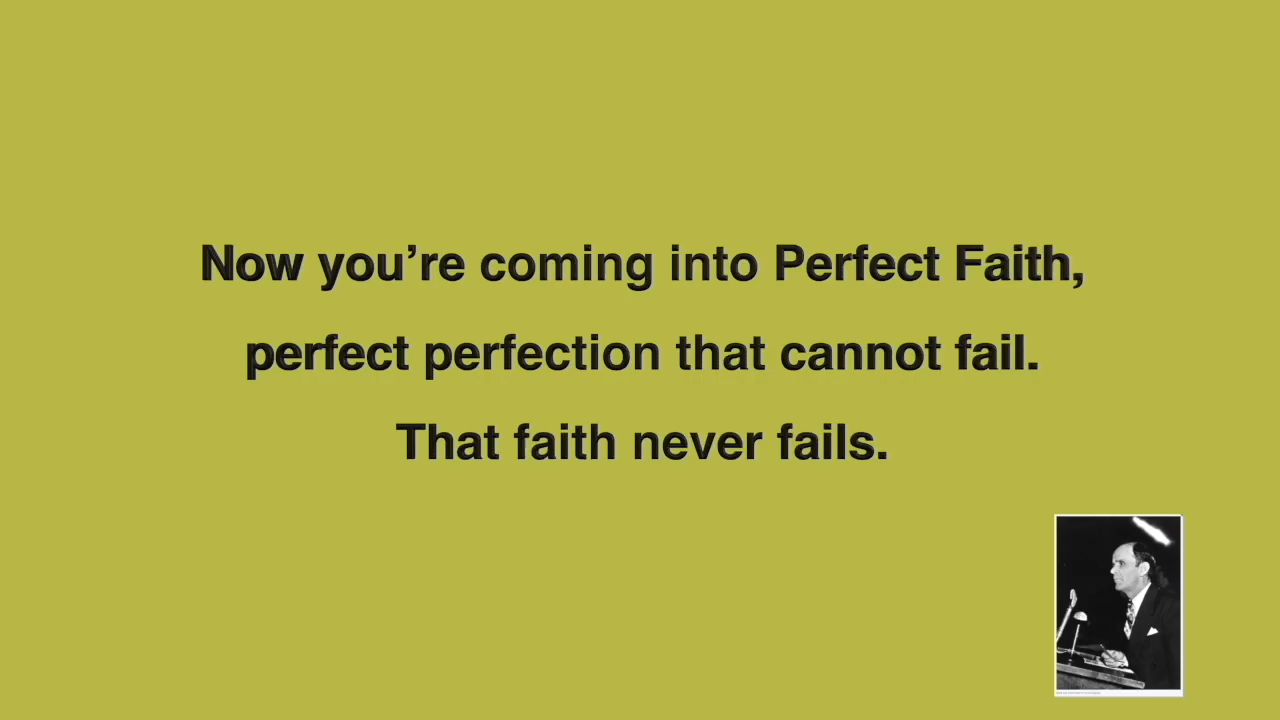 Now you’re coming into Perfect Faith,
perfect perfection that cannot fail.
That faith never fails.